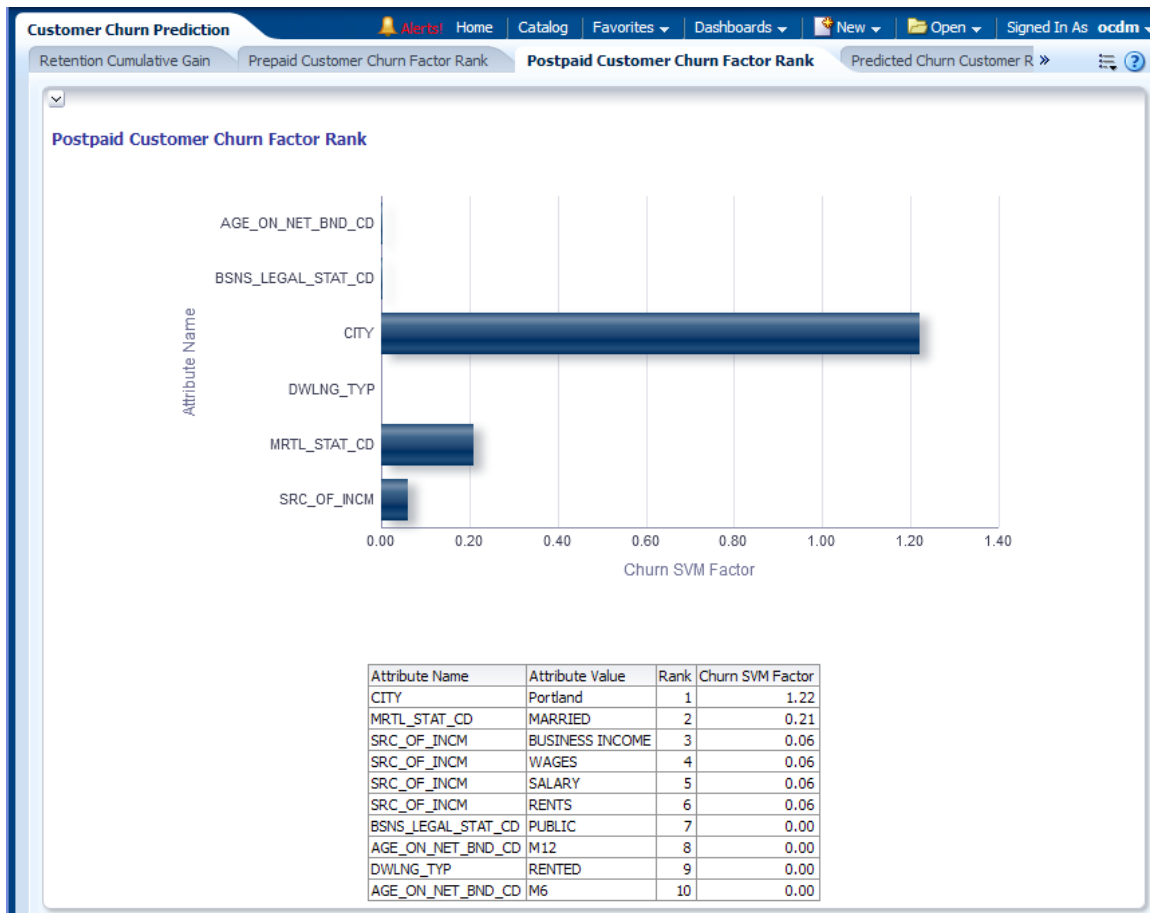 Customer Churn Prediction Alerts! Home Catalog Favorites Dashboards New Open Signed In As ocdm
Retention Cumulative Gain Prepaid Customer Churn Factor Rank Postpaid Customer Churn Factor Rank Predicted Churn Customer R »
Postpaid Customer Churn Factor Rank
Attribute Name
AGE_ON_NET_BND_CD
BSNS_LEGAL_STAT_CD
CITY
DWLNG_TYP
MRTL_STAT_CD
SRC_OF_INCM
0.00 0.20 0.40 0.60 0.80 1.00 1.20 1.40
Churn SVM Factor
Attribute Name Attribute Value Rank Churn SVM Factor
CITY Portland 1 1.22
MRTL_STAT_CD MARRIED 2 0.21
SRC_OF_INCM BUSINESS INCOME 3 0.06
SRC_OF_INCM WAGES 4 0.06
SRC_OF_INCM SALARY 5 0.06
SRC_OF_INCM RENTS 6 0.06
BSNS_LEGAL_STAT_CD PUBLIC 7 0.00
AGE_ON_NET_BND_CD M12 8 0.00
DWLNG_TYP RENTED 9 0.00
AGE_ON_NET_BND_CD M6 10 0.00